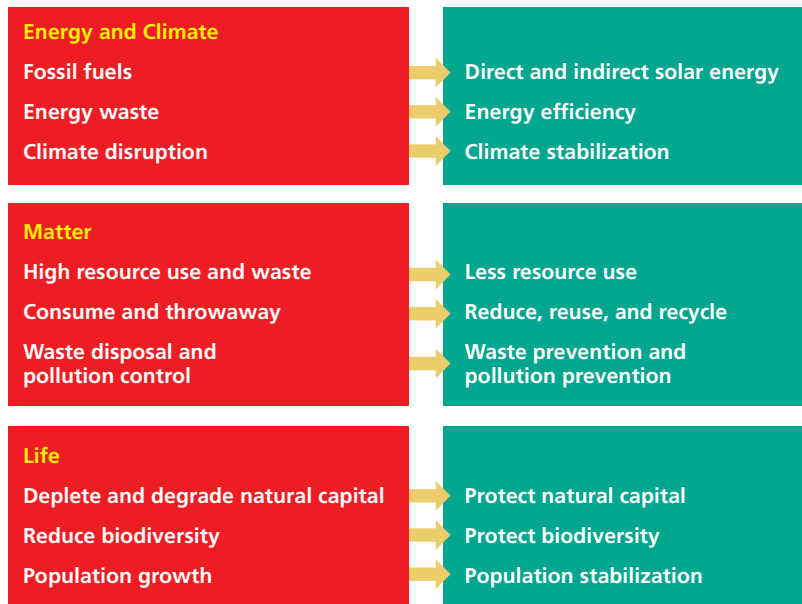 Energy and Climate
Fossil fuels
Direct and indirect solar energy
Energy waste
Energy efficiency
Climate disruption
Climate stabilization
Matter
High resource use and waste
Less resource use
Consume and throwaway
Reduce, reuse, and recycle
Waste disposal and
pollution control
Waste prevention and
pollution prevention
Life
Deplete and degrade natural capital
Protect natural capital
Reduce biodiversity
Protect biodiversity
Population growth
Population stabilization